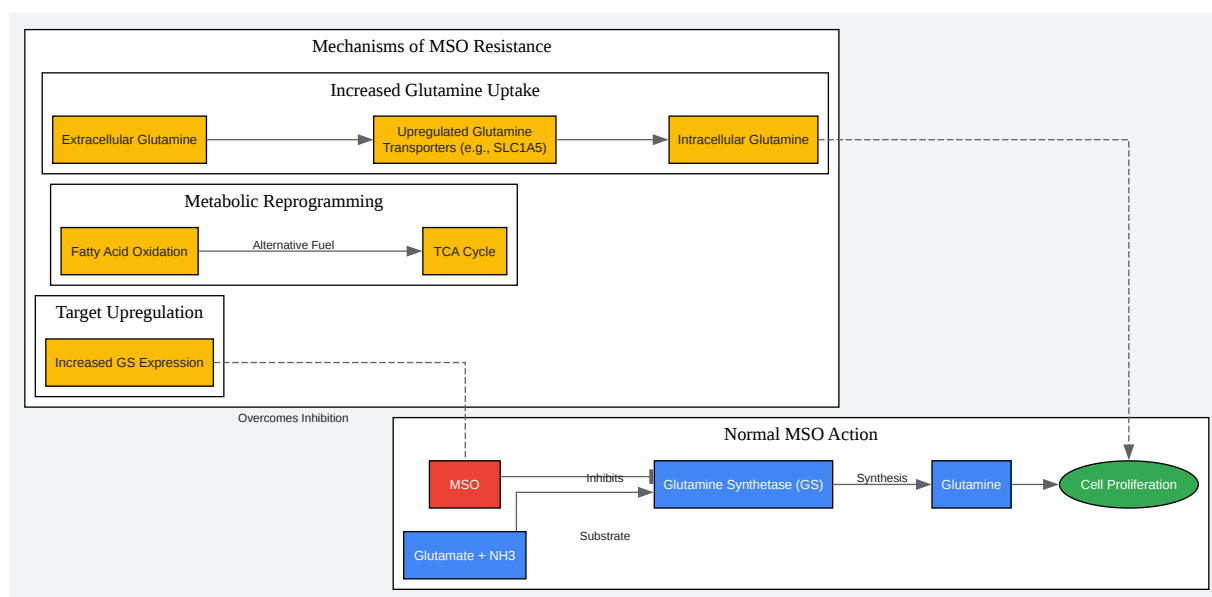 Mechanisms of MSO Resistance
Increased Glutamine Uptake
Extracellular Glutamine
Upregulated Glutamine
Transporters (e.g., SLC1A5)
Intracellular Glutamine
Metabolic Reprogramming
Fatty Acid Oxidation
Alternative Fuel
TCA Cycle
Target Upregulation
Increased GS Expression
Overcomes Inhibition
Normal MSO Action
MSO
Inhibits
Glutamine Synthetase (GS)
Synthesis
Glutamine
Cell Proliferation
Substrate
Glutamate + NH3